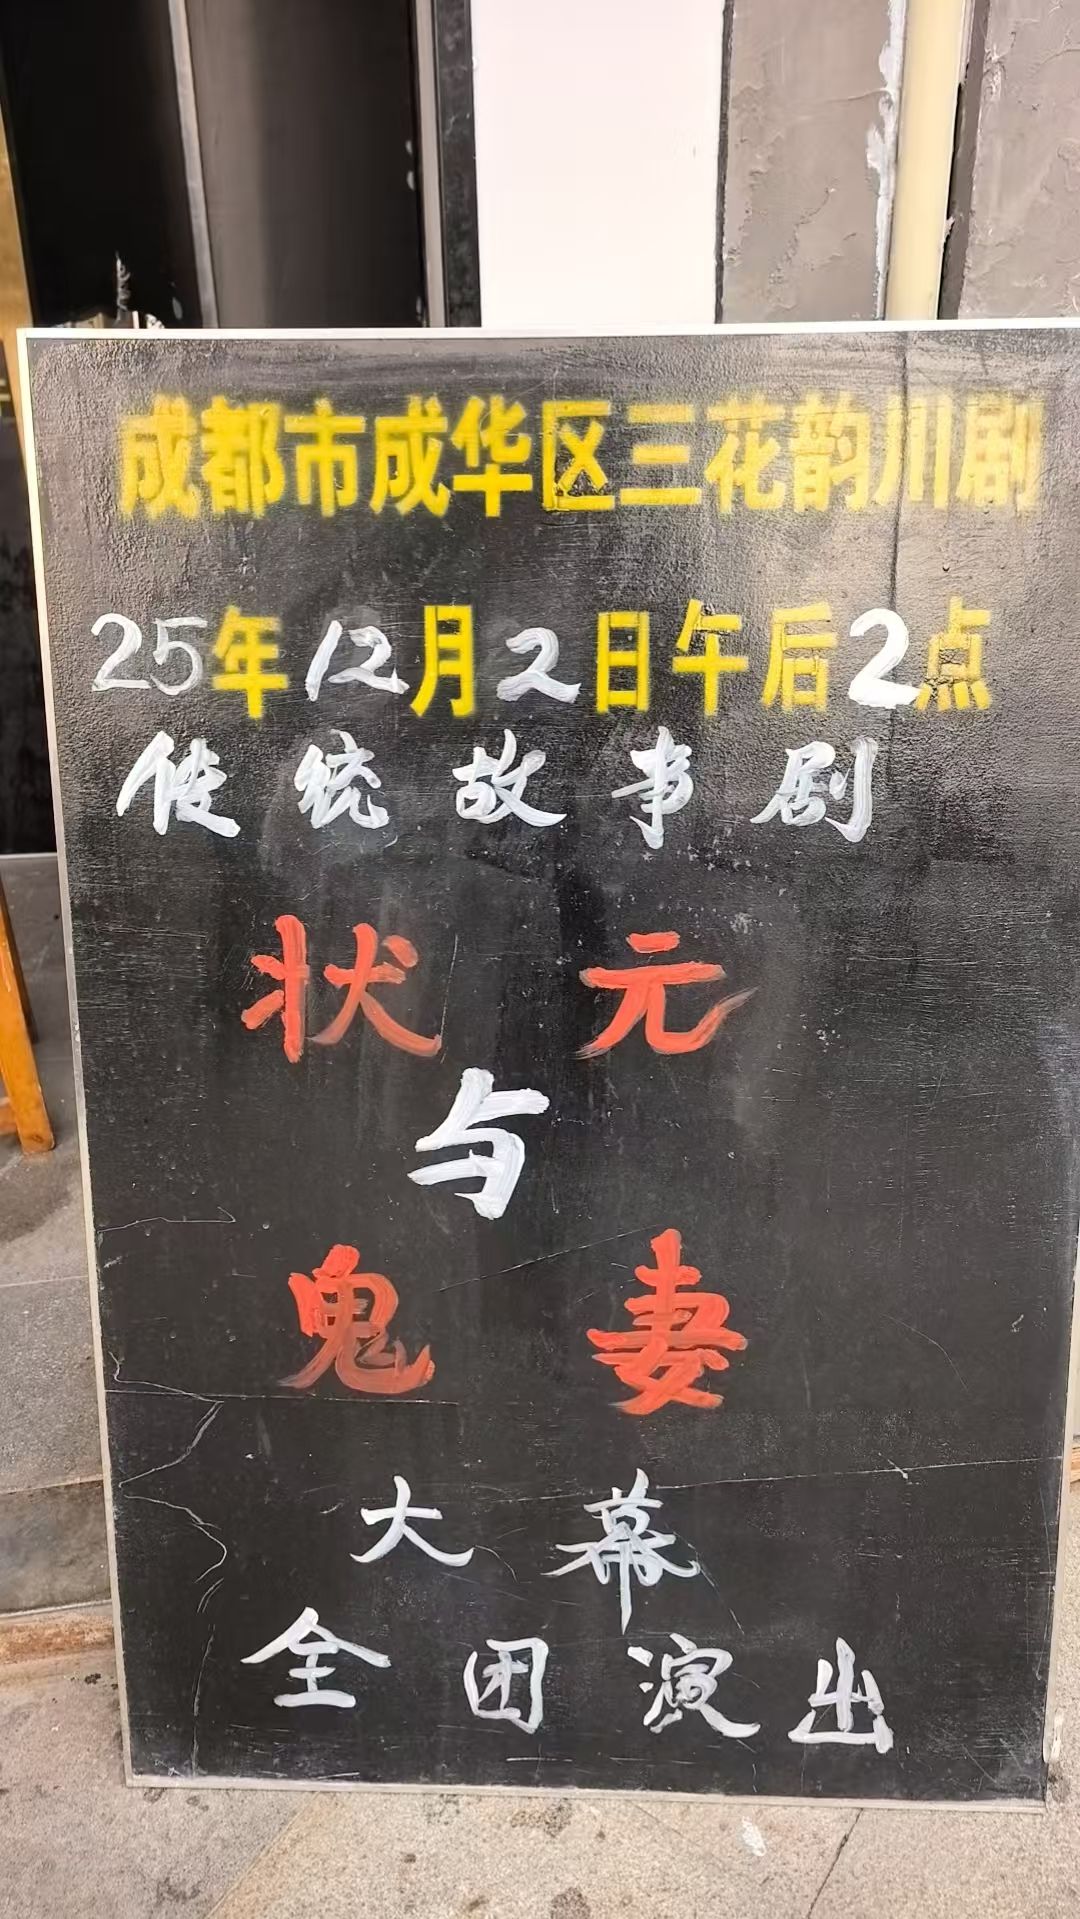 成都市成华区三花韵川剧
25年12月2日午后2点
传统故事剧
状元
与
鬼妻
大幕
全团演出